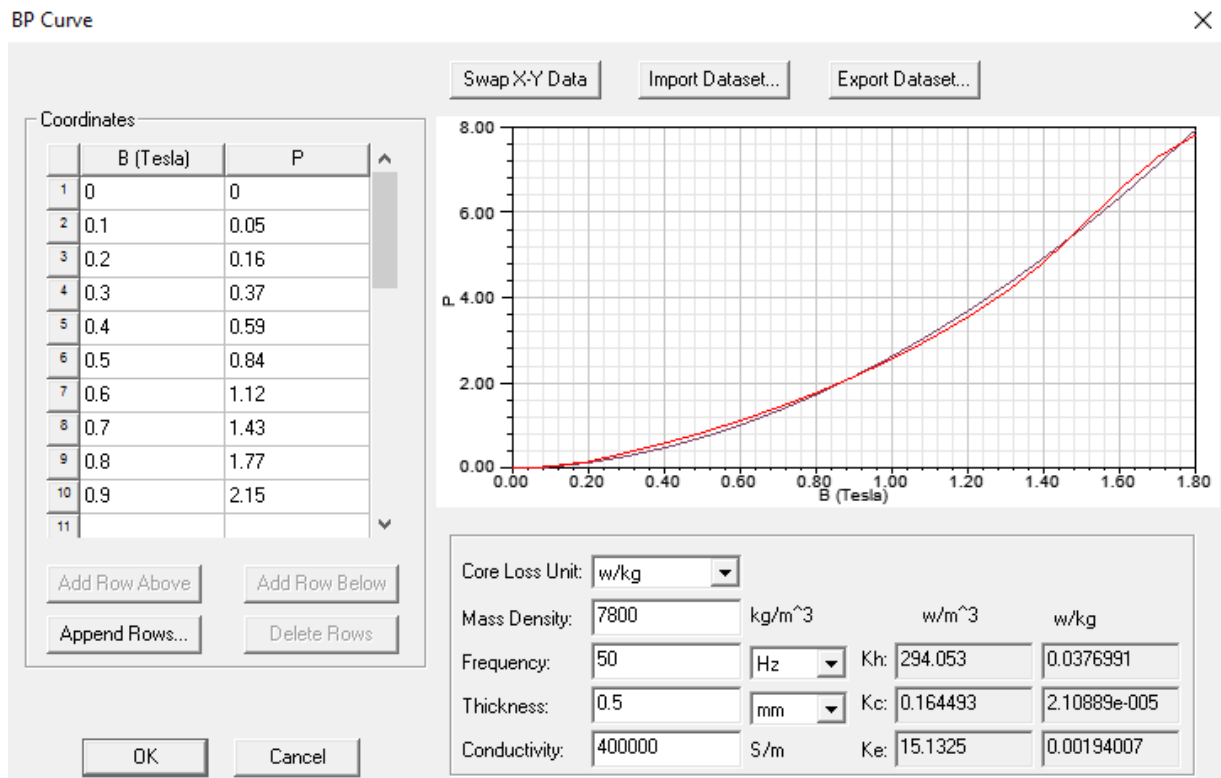 BP Curve
Swap X-Y Data Import Dataset... Export Dataset...
Coordinates
B (Tesla) P
1 0 0
2 0.1 0.05
3 0.2 0.16
4 0.3 0.37
5 0.4 0.59
6 0.5 0.84
7 0.6 1.12
8 0.7 1.43
9 0.8 1.77
10 0.9 2.15
11
Add Row Above Add Row Below
Append Rows... Delete Rows
OK Cancel
8.00
6.00
P 4.00
2.00
0.00
0.00 0.20 0.40 0.60 0.80 1.00 1.20 1.40 1.60 1.80
B (Tesla)
Core Loss Unit: w/kg
Mass Density: 7800 kg/m^3 w/m^3 w/kg
Frequency: 50 Hz Kh: 294.053 0.0376991
Thickness: 0.5 mm Kc: 0.164493 2.10889e-005
Conductivity: 400000 S/m Ke: 15.1325 0.00194007